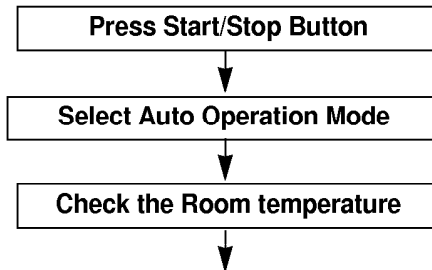 Press Start/Stop Button
Select Auto Operation Mode
Check the Room temperature